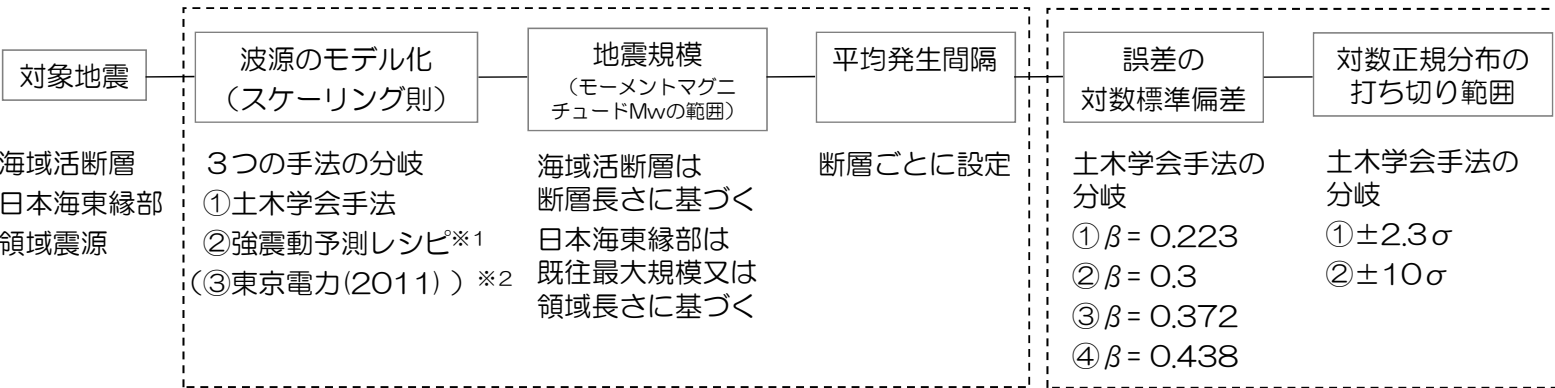 対象地震
波源のモデル化
（スケーリング則）
地震規模
（モーメントマグニ
チュードMwの範囲）
平均発生間隔
誤差の
対数標準偏差
対数正規分布の
打ち切り範囲
海域活断層
日本海東縁部
領域震源
３つの手法の分岐
①土木学会手法
②強震動予測レシピ※1
（③東京電力(2011) ）※2
海域活断層は
断層長さに基づく
日本海東縁部は
既往最大規模又は
領域長さに基づく
断層ごとに設定
土木学会手法の
分岐
①β= 0.223
②β= 0.3
③β= 0.372
④β= 0.438
土木学会手法の
分岐
①±2.3σ
②±10σ